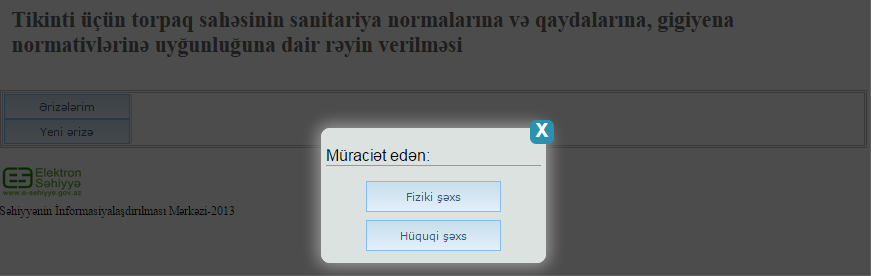 Tikinti üçün torpaq sahəsinin sanitariya normalarına və qaydalarına, gigiyena
normativlərinə uyğunluğuna dair rəyin verilməsi
Ərizələrim
Yeni ərizə
X
Müraciət edən:
Fiziki şəxs
Hüquqi şəxs
Elektron
Səhiyyə
www.e-sehiyye.gov.az
Səhiyyənin İnformasiyalaşdırılması Mərkəzi-2013